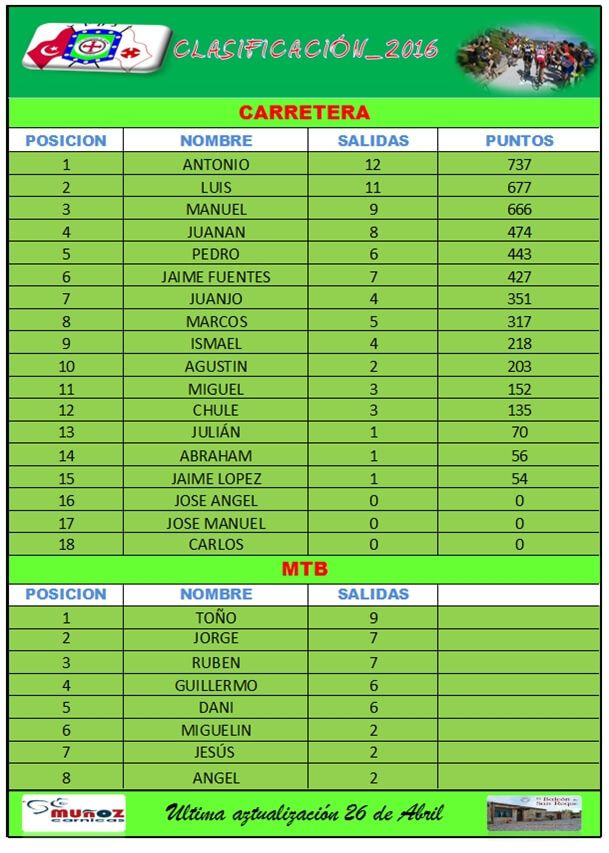 CLASIFICACIÓN_2016
CARRETERA
POSICION NOMBRE SALIDAS PUNTOS
1 ANTONIO 12 737
2 LUIS 11 677
3 MANUEL 9 666
4 JUANAN 8 474
5 PEDRO 6 443
6 JAIME FUENTES 7 427
7 JUANJO 4 351
8 MARCOS 5 317
9 ISMAEL 4 218
10 AGUSTIN 2 203
11 MIGUEL 3 152
12 CHULE 3 135
13 JULIÁN 1 70
14 ABRAHAM 1 56
15 JAIME LOPEZ 1 54
16 JOSE ANGEL 0 0
17 JOSE MANUEL 0 0
18 CARLOS 0 0
MTB
POSICION NOMBRE SALIDAS
1 TOÑO 9
2 JORGE 7
3 RUBEN 7
4 GUILLERMO 6
5 DANI 6
6 MIGUELIN 2
7 JESÚS 2
8 ANGEL 2
MUÑOZ
carnicas
Ultima aztualización 26 de Abril
El Balcón de
San Roque